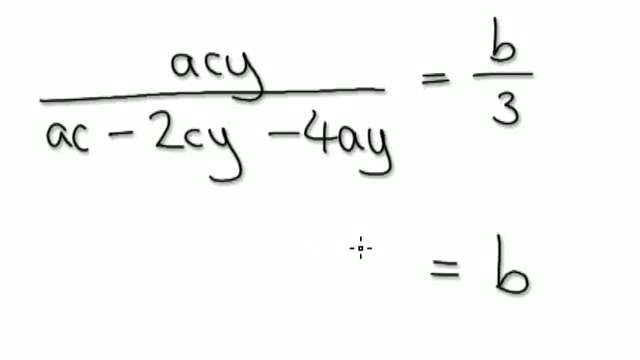 acy / (ac - 2cy - 4ay) = b / 3
= b